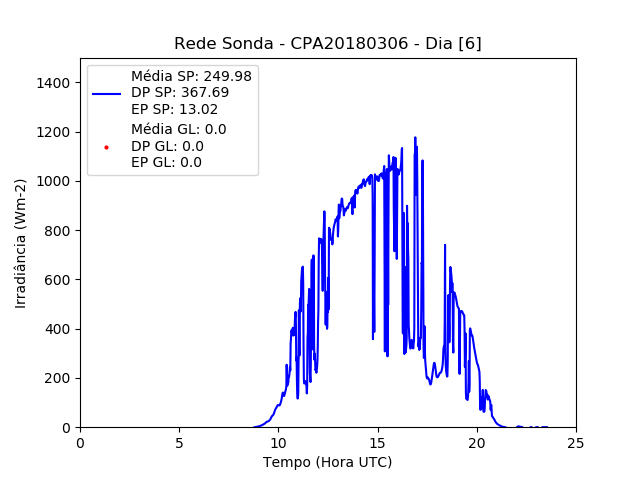 Rede Sonda - CPA20180306 - Dia [6]
Média SP: 249.98
DP SP: 367.69
EP SP: 13.02
Média GL: 0.0
DP GL: 0.0
EP GL: 0.0
Irradiância (Wm-2)
1400
1200
1000
800
600
400
200
0
0 5 10 15 20 25
Tempo (Hora UTC)